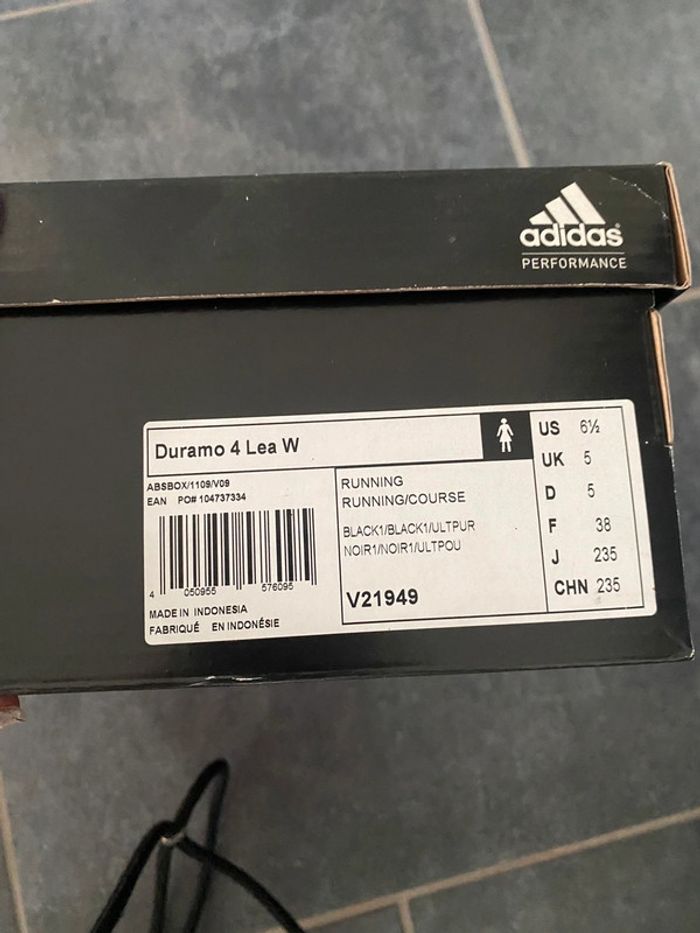 adidas
PERFORMANCE
Duramo 4 Lea W
ABSBOX/1109/V09
EAN PO# 104737334
4 050955 576095
MADE IN INDONESIA
FABRIQUÉ EN INDONÉSIE
RUNNING
RUNNING/COURSE
BLACK1/BLACK1/ULTPUR
NOIR1/NOIR1/ULTPOU
V21949
US 6½
UK 5
D 5
F 38
J 235
CHN 235